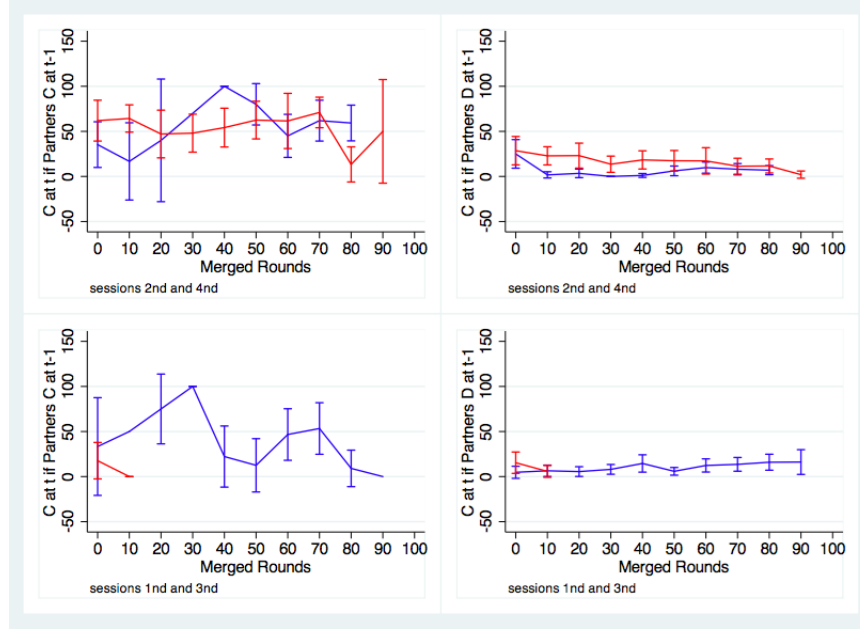 C at t if Partners C at t-1
150
100
50
0
-50
0 10 20 30 40 50 60 70 80 90 100
Merged Rounds
sessions 2nd and 4nd
C at t if Partners D at t-1
150
100
50
0
-50
0 10 20 30 40 50 60 70 80 90 100
Merged Rounds
sessions 2nd and 4nd
C at t if Partners C at t-1
150
100
50
0
-50
0 10 20 30 40 50 60 70 80 90 100
Merged Rounds
sessions 1nd and 3nd
C at t if Partners D at t-1
150
100
50
0
-50
0 10 20 30 40 50 60 70 80 90 100
Merged Rounds
sessions 1nd and 3nd